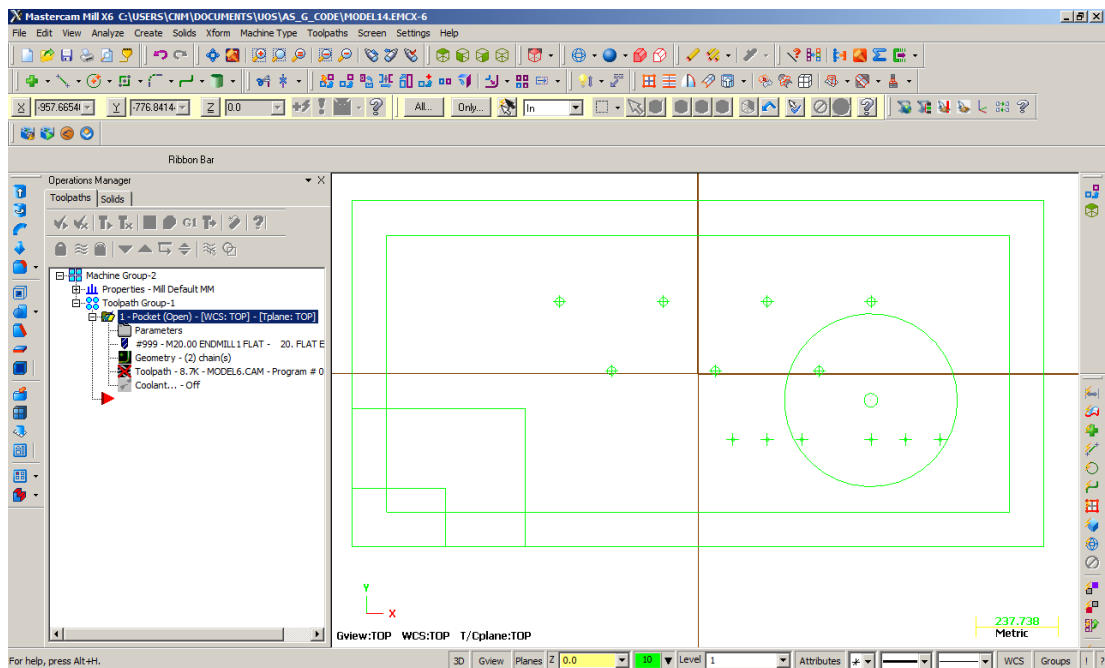 Mastercam Mill X6 C:\USERS\CNM\DOCUMENTS\UOS\AS_G_CODE\MODEL14.EMCX-6
File Edit View Analyze Create Solids Xform Machine Type Toolpaths Screen Settings Help
X -957.6654 Y -776.8414 Z 0.0 All... Only... In
Ribbon Bar
Operations Manager
Toolpaths Solids
G1
Machine Group-2
Properties - Mill Default MM
Toolpath Group-1
1 - Pocket (Open) - [WCS: TOP] - [Tplane: TOP]
Parameters
#999 - M20.00 ENDMILL1 FLAT - 20. FLAT E
Geometry - (2) chain(s)
Toolpath - 8.7K - MODEL6.CAM - Program # 0
Coolant... - Off
Y
X
Gview:TOP WCS:TOP T/Cplane:TOP
237.738
Metric
For help, press Alt+H.
3D Gview Planes Z 0.0 10 Level 1 Attributes WCS Groups ! ?